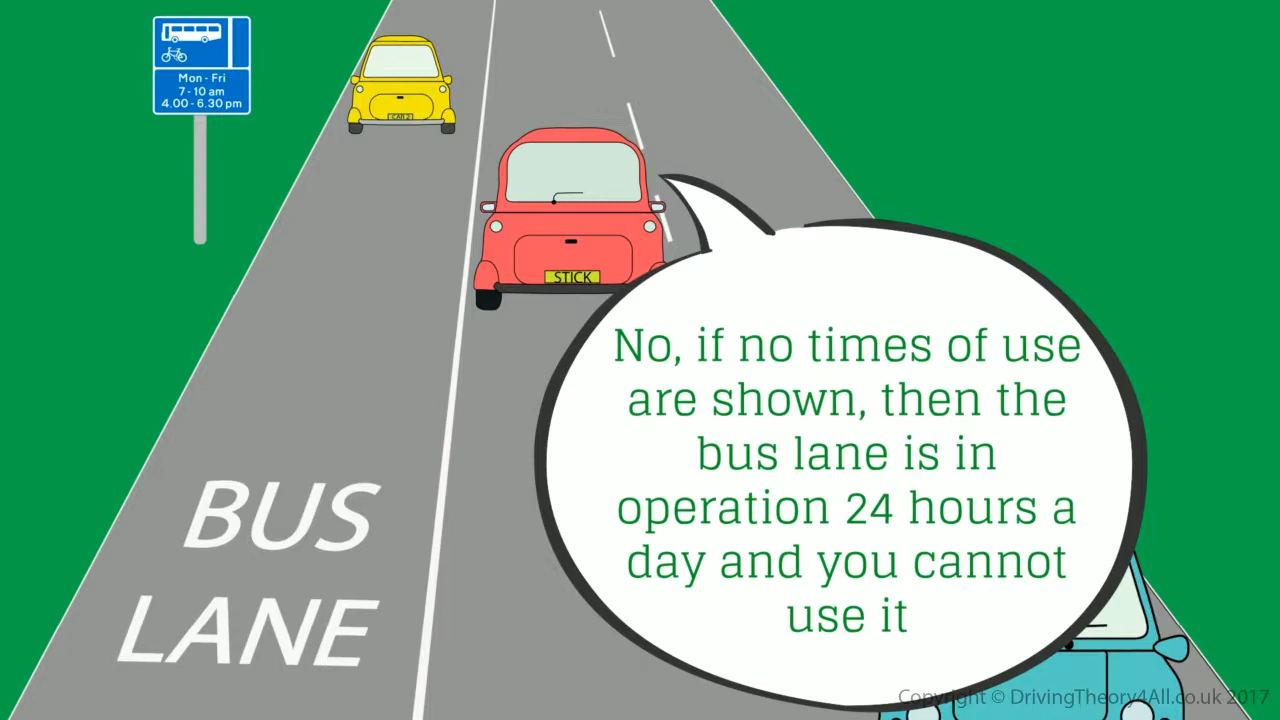 Mon - Fri
7 - 10 am
4.00 - 6.30 pm
STICK
No, if no times of use
are shown, then the
bus lane is in
operation 24 hours a
day and you cannot
use it
BUS
LANE
Copyright © DrivingTheory4All.co.uk 2017